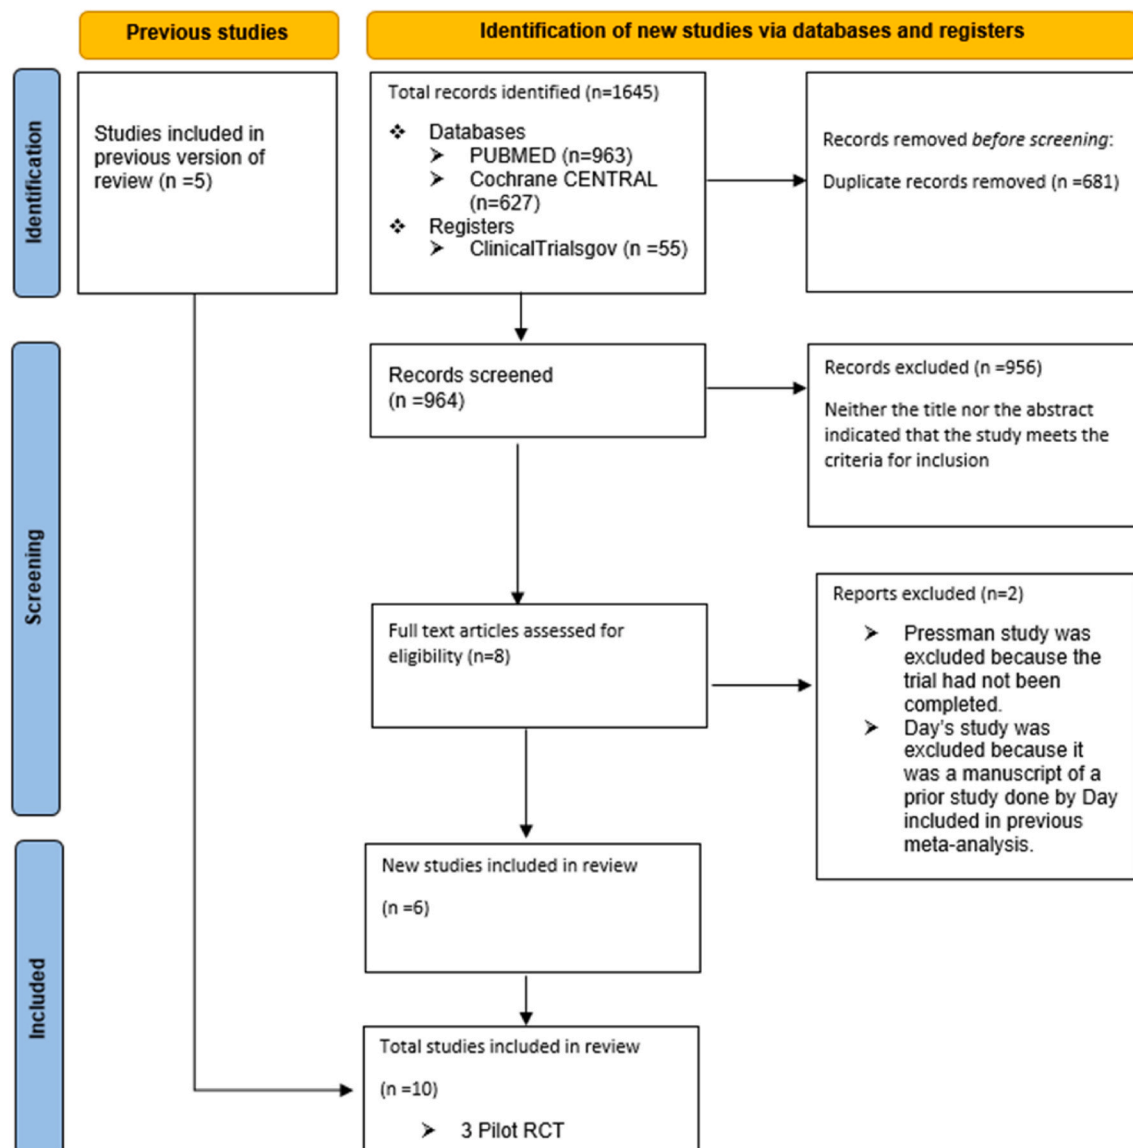 Previous studies
Identification of new studies via databases and registers
Identification
Studies included in
previous version of
review (n =5)
Total records identified (n=1645)
❖ Databases
➤ PUBMED (n=963)
➤ Cochrane CENTRAL
(n=627)
❖ Registers
➤ ClinicalTrialsgov (n =55)
Records removed before screening:
Duplicate records removed (n =681)
Screening
Records screened
(n =964)
Records excluded (n =956)
Neither the title nor the abstract
indicated that the study meets the
criteria for inclusion
Full text articles assessed for
eligibility (n=8)
Reports excluded (n=2)
➤ Pressman study was
excluded because the
trial had not been
completed.
➤ Day's study was
excluded because it
was a manuscript of a
prior study done by Day
included in previous
meta-analysis.
Included
New studies included in review
(n =6)
Total studies included in review
(n =10)
➤ 3 Pilot RCT